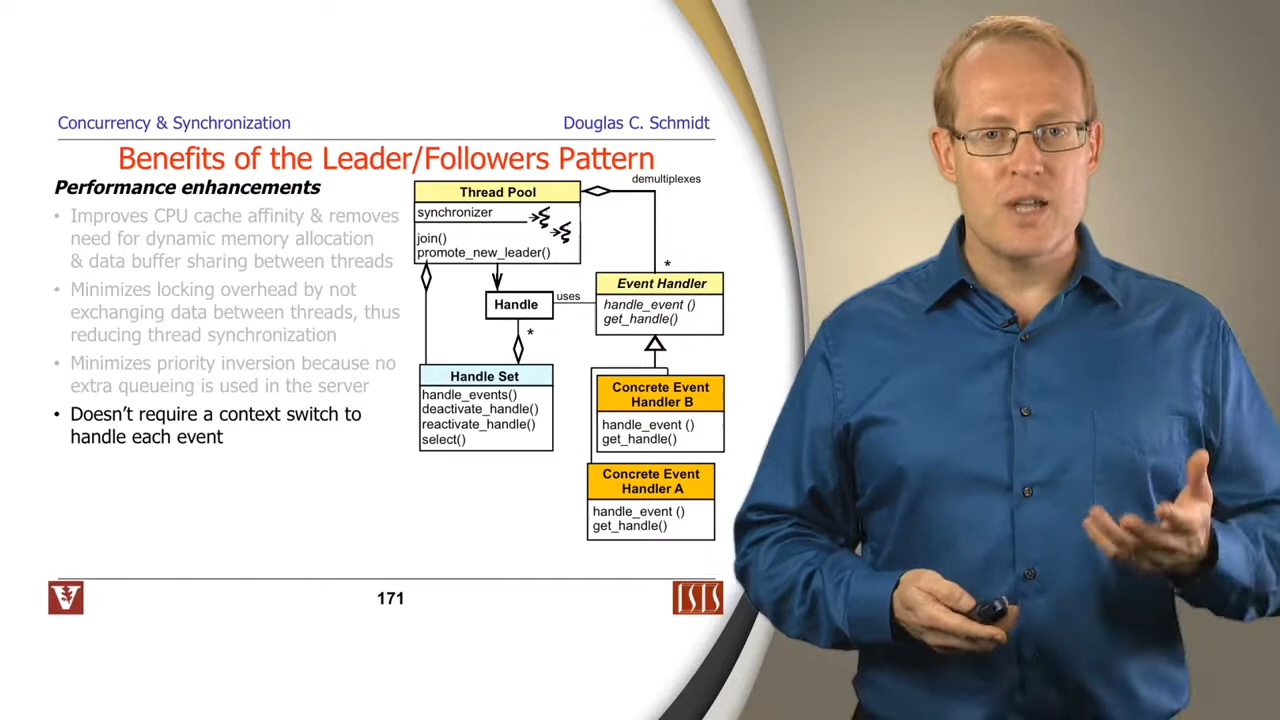 Concurrency & Synchronization
Douglas C. Schmidt
Benefits of the Leader/Followers Pattern
Performance enhancements
• Improves CPU cache affinity & removes
need for dynamic memory allocation
& data buffer sharing between threads
• Minimizes locking overhead by not
exchanging data between threads, thus
reducing thread synchronization
• Minimizes priority inversion because no
extra queueing is used in the server
• Doesn't require a context switch to
handle each event
Thread Pool
synchronizer
join()
promote_new_leader()
demultiplexes
*
Handle
uses
*
Event Handler
handle_event ()
get_handle()
Handle Set
handle_events()
deactivate_handle()
reactivate_handle()
select()
Concrete Event
Handler B
handle_event ()
get_handle()
Concrete Event
Handler A
handle_event ()
get_handle()
V
171
ISIS